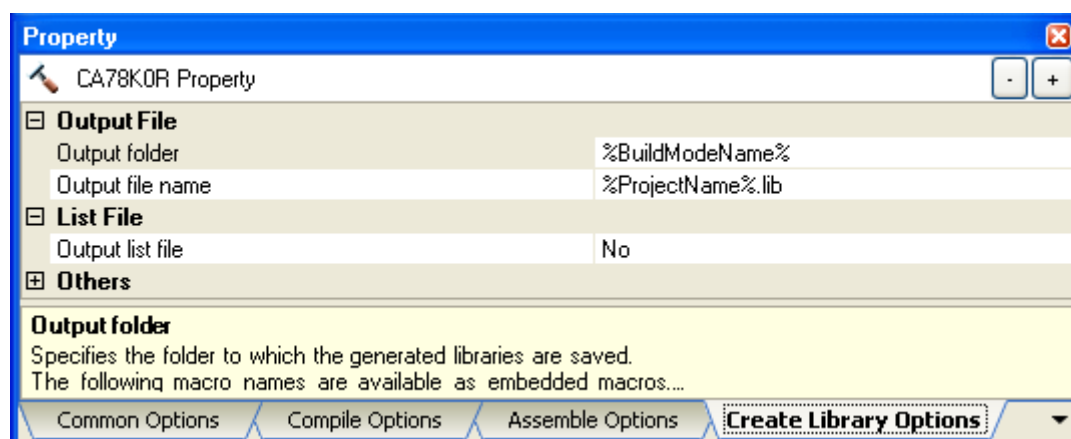 Property
CA78K0R Property
- +
Output File
Output folder %BuildModeName%
Output file name %ProjectName%.lib
List File
Output list file No
Others
Output folder
Specifies the folder to which the generated libraries are saved.
The following macro names are available as embedded macros....
Common Options Compile Options Assemble Options Create Library Options